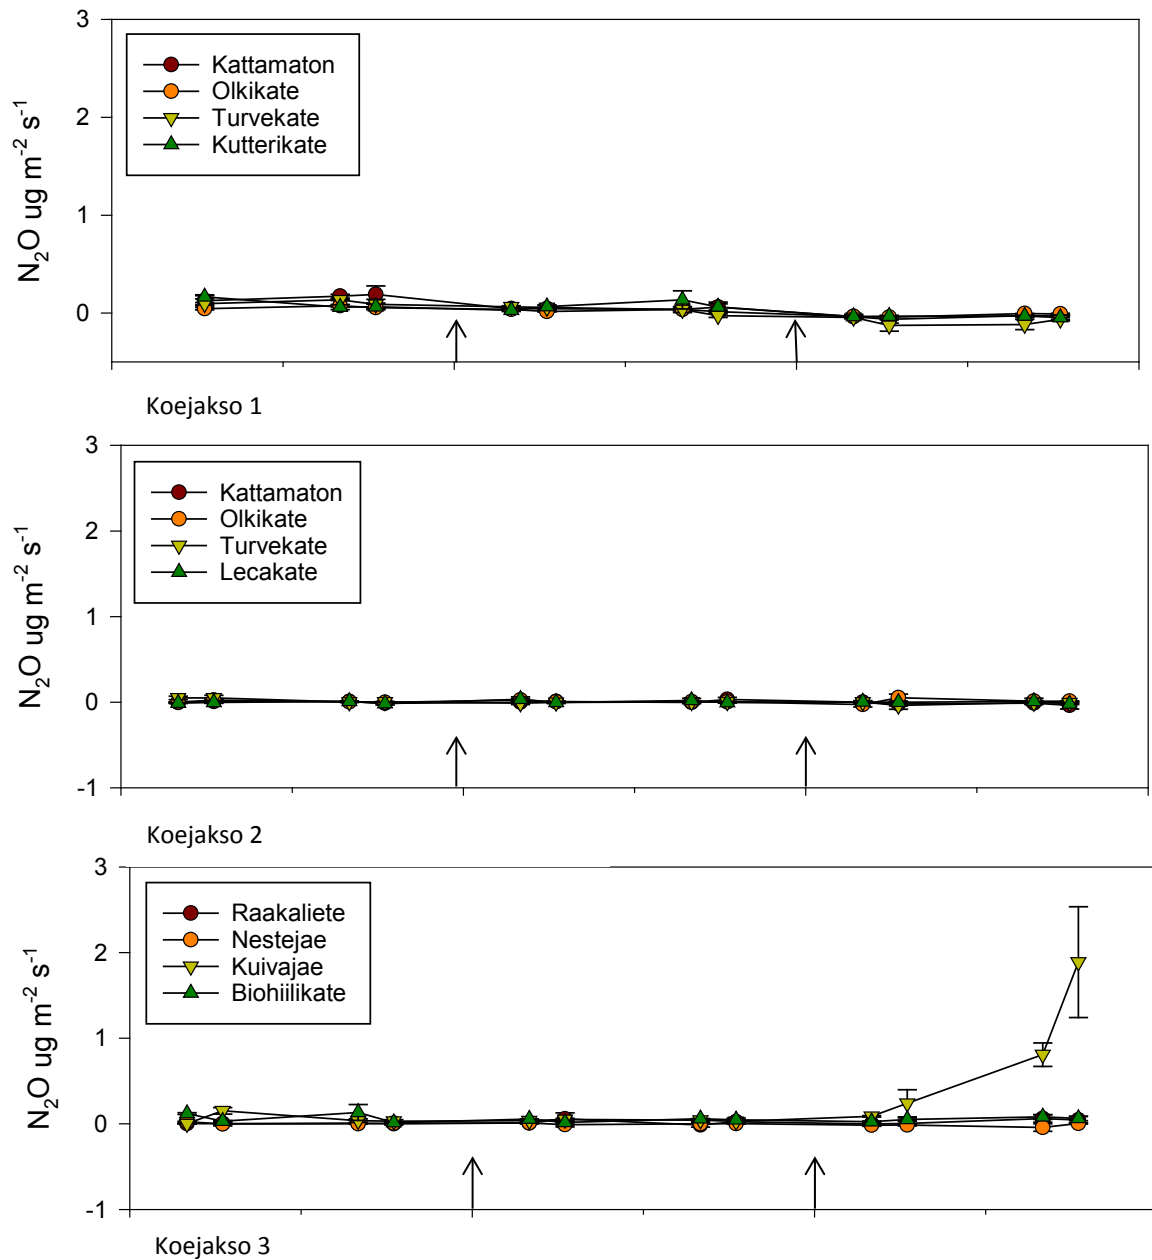 3
2
1
0
N₂O ug m⁻² s⁻¹
Kattamaton
Olkikate
Turvekate
Kutterikate
Koejakso 1
3
2
1
0
-1
N₂O ug m⁻² s⁻¹
Kattamaton
Olkikate
Turvekate
Lecakate
Koejakso 2
3
2
1
0
-1
N₂O ug m⁻² s⁻¹
Raakaliete
Nestejae
Kuivajae
Biohiilikate
Koejakso 3